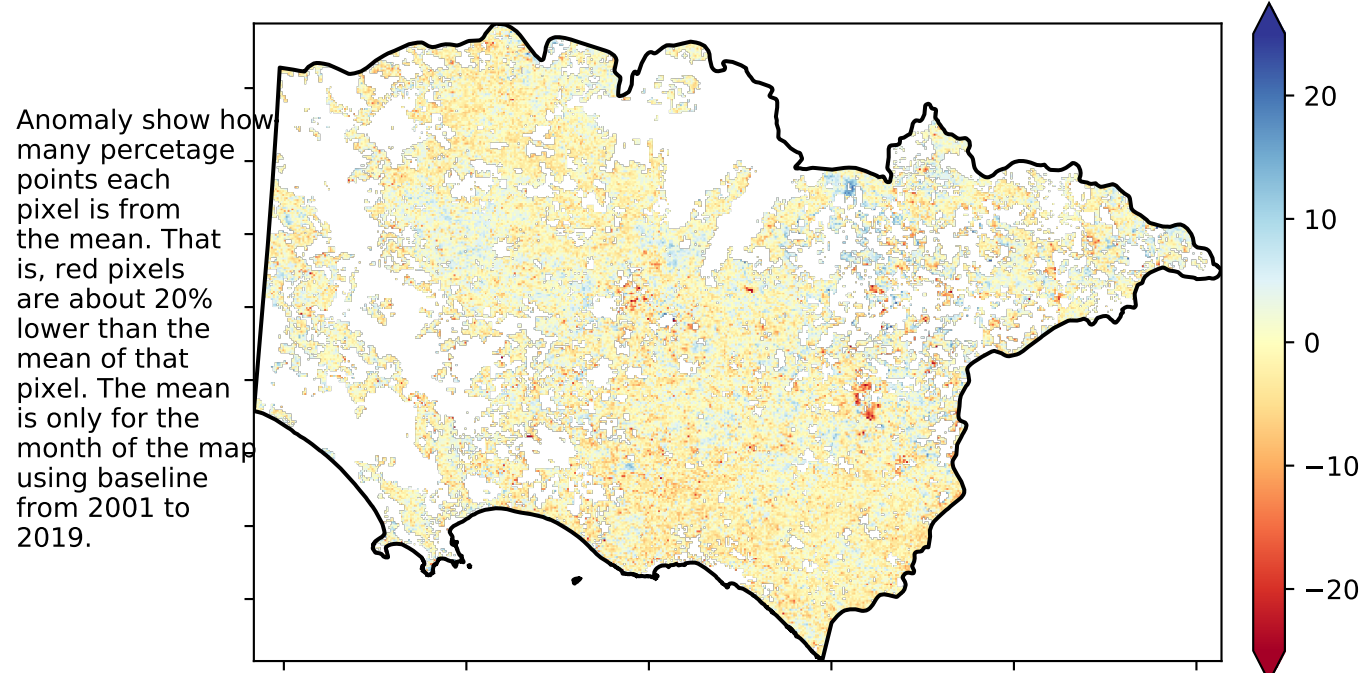 Anomaly show how
many percetage
points each
pixel is from
the mean. That
is, red pixels
are about 20%
lower than the
mean of that
pixel. The mean
is only for the
month of the map
using baseline
from 2001 to
2019.
20
10
0
−10
−20